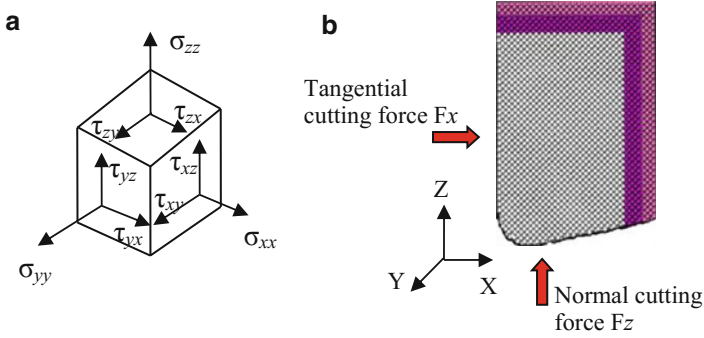 a
σzz
τzy
τzx
τyz
τxz
τxy
τyx
σyy
σxx
b
Tangential
cutting force Fx
Z
Y
X
Normal cutting
force Fz